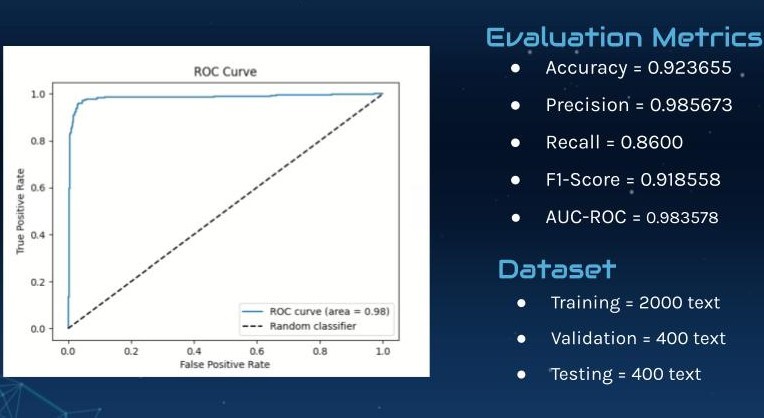 ROC Curve
1.0
0.8
0.6
0.4
0.2
0.0
True Positive Rate
0.0 0.2 0.4 0.6 0.8 1.0
False Positive Rate
ROC curve (area = 0.98)
Random classifier
Evaluation Metrics
● Accuracy = 0.923655
● Precision = 0.985673
● Recall = 0.8600
● F1-Score = 0.918558
● AUC-ROC = 0.983578
Dataset
● Training = 2000 text
● Validation = 400 text
● Testing = 400 text